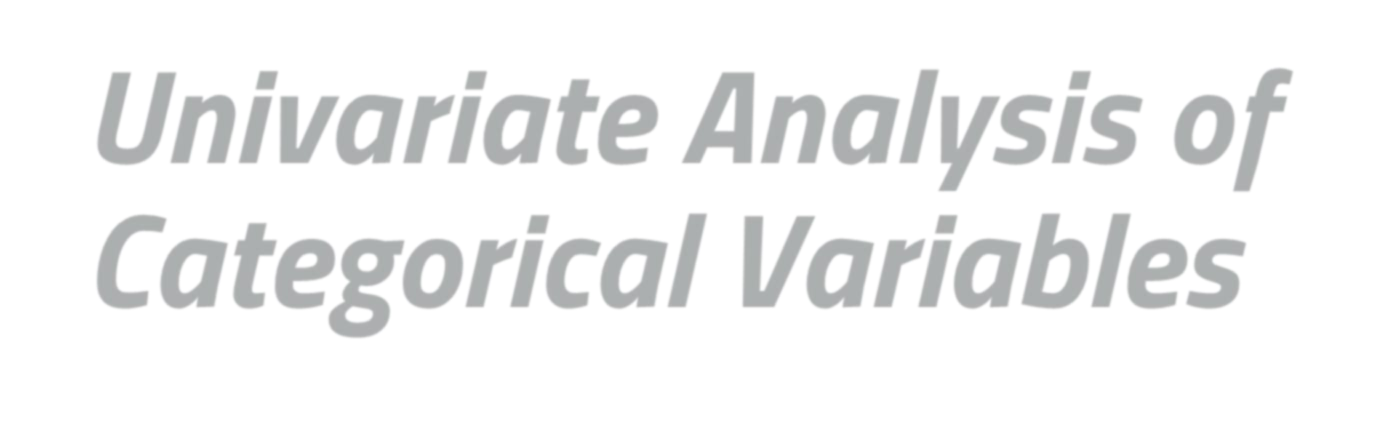 Univariate Analysis of
Categorical Variables